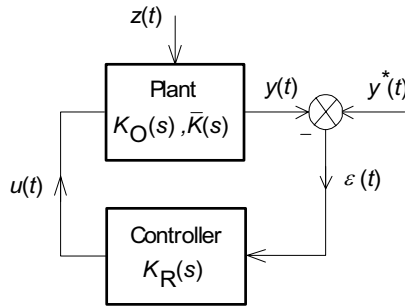 z(t)
Plant
K_O(s) , K̄(s)
y(t)
y*(t)
−
u(t)
ε (t)
Controller
K_R(s)